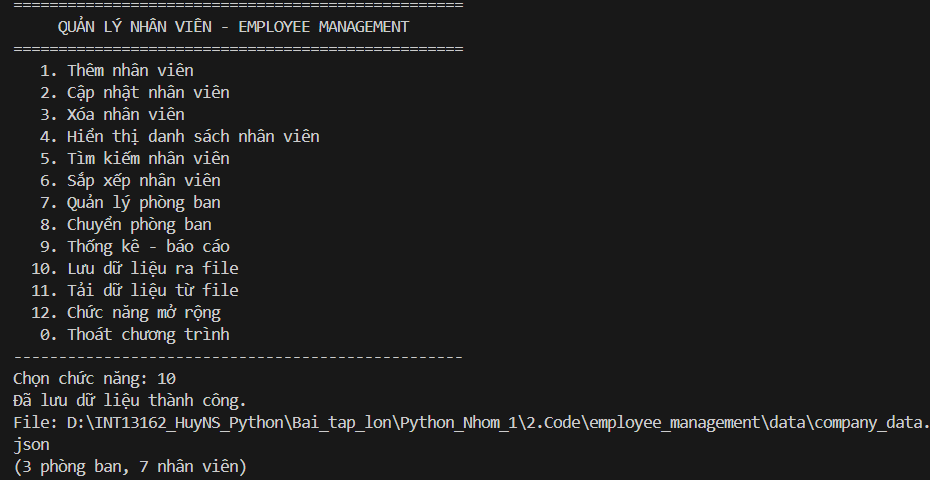 ==================================================
QUẢN LÝ NHÂN VIÊN - EMPLOYEE MANAGEMENT
==================================================
1. Thêm nhân viên
2. Cập nhật nhân viên
3. Xóa nhân viên
4. Hiển thị danh sách nhân viên
5. Tìm kiếm nhân viên
6. Sắp xếp nhân viên
7. Quản lý phòng ban
8. Chuyển phòng ban
9. Thống kê - báo cáo
10. Lưu dữ liệu ra file
11. Tải dữ liệu từ file
12. Chức năng mở rộng
0. Thoát chương trình
--------------------------------------------------
Chọn chức năng: 10
Đã lưu dữ liệu thành công.
File: D:\INT13162_HuyNS_Python\Bai_tap_lon\Python_Nhom_1\2.Code\employee_management\data\company_data.
json
(3 phòng ban, 7 nhân viên)